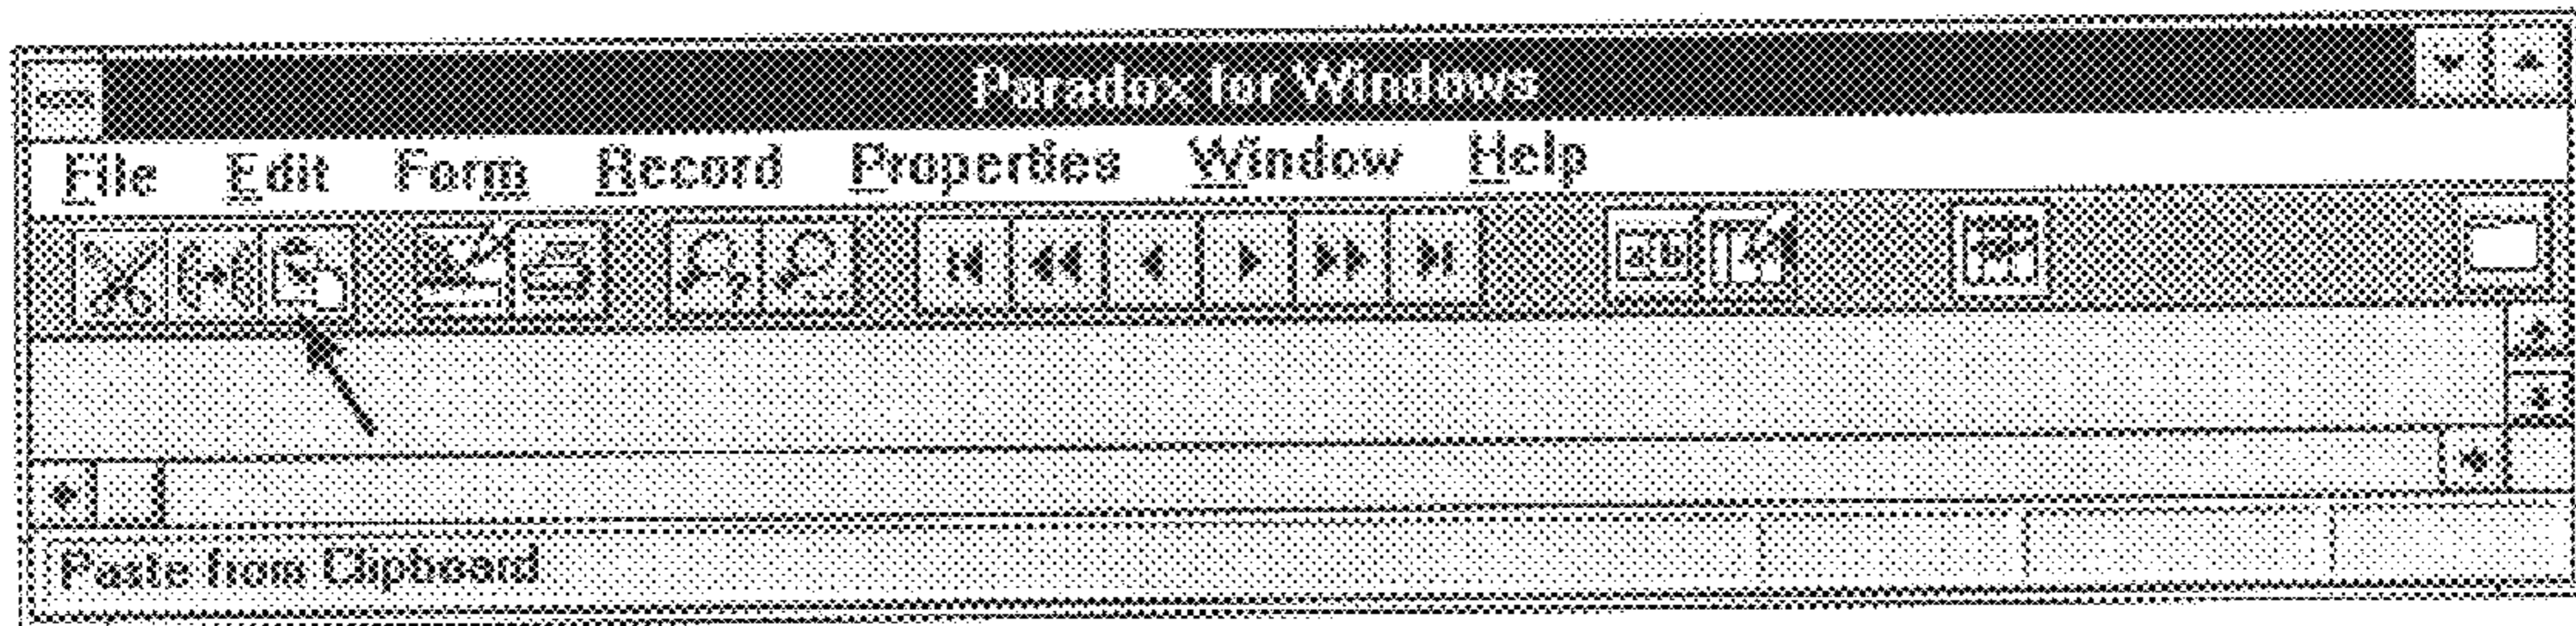 Paradox for Windows
File Edit Form Record Properties Window Help
Paste from Clipboard